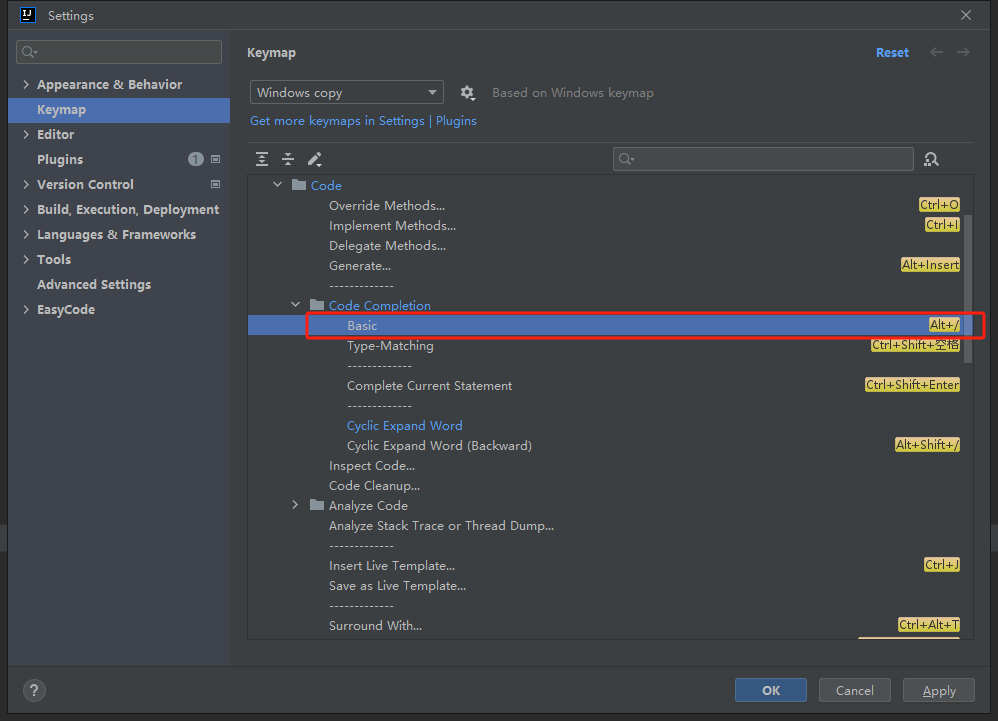 IJ Settings
Keymap
Reset
Appearance & Behavior
Keymap
Editor
Plugins 1
Version Control
Build, Execution, Deployment
Languages & Frameworks
Tools
Advanced Settings
EasyCode
Windows copy
Based on Windows keymap
Get more keymaps in Settings | Plugins
Code
Override Methods... Ctrl+O
Implement Methods... Ctrl+I
Delegate Methods...
Generate... Alt+Insert
-------------
Code Completion
Basic Alt+/
Type-Matching Ctrl+Shift+空格
-------------
Complete Current Statement Ctrl+Shift+Enter
-------------
Cyclic Expand Word
Cyclic Expand Word (Backward) Alt+Shift+/
Inspect Code...
Code Cleanup...
Analyze Code
Analyze Stack Trace or Thread Dump...
-------------
Insert Live Template... Ctrl+J
Save as Live Template...
-------------
Surround With... Ctrl+Alt+T
?
OK
Cancel
Apply